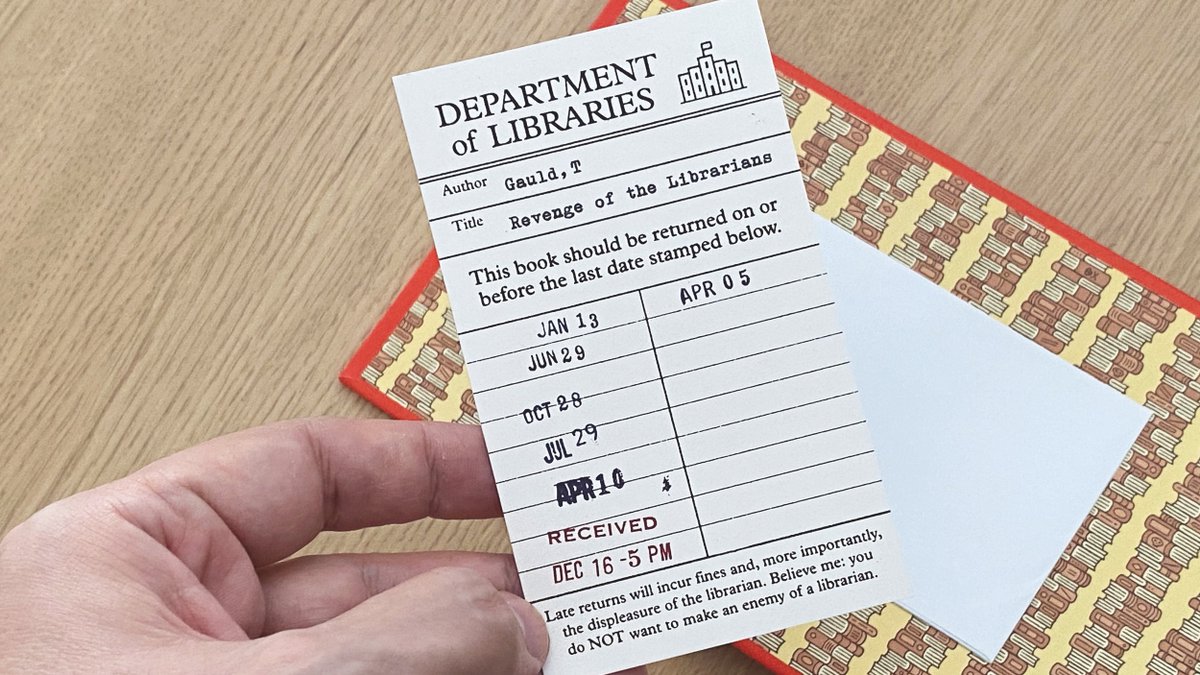 DEPARTMENT
of LIBRARIES
Author Gauld,T
Title Revenge of the Librarians
This book should be returned on or
before the last date stamped below.
JAN 13
JUN 29
OCT 28
JUL 29
APR 10
RECEIVED
DEC 16 -5 PM
APR 05
Late returns will incur fines and, more importantly,
the displeasure of the librarian. Believe me: you
do NOT want to make an enemy of a librarian.